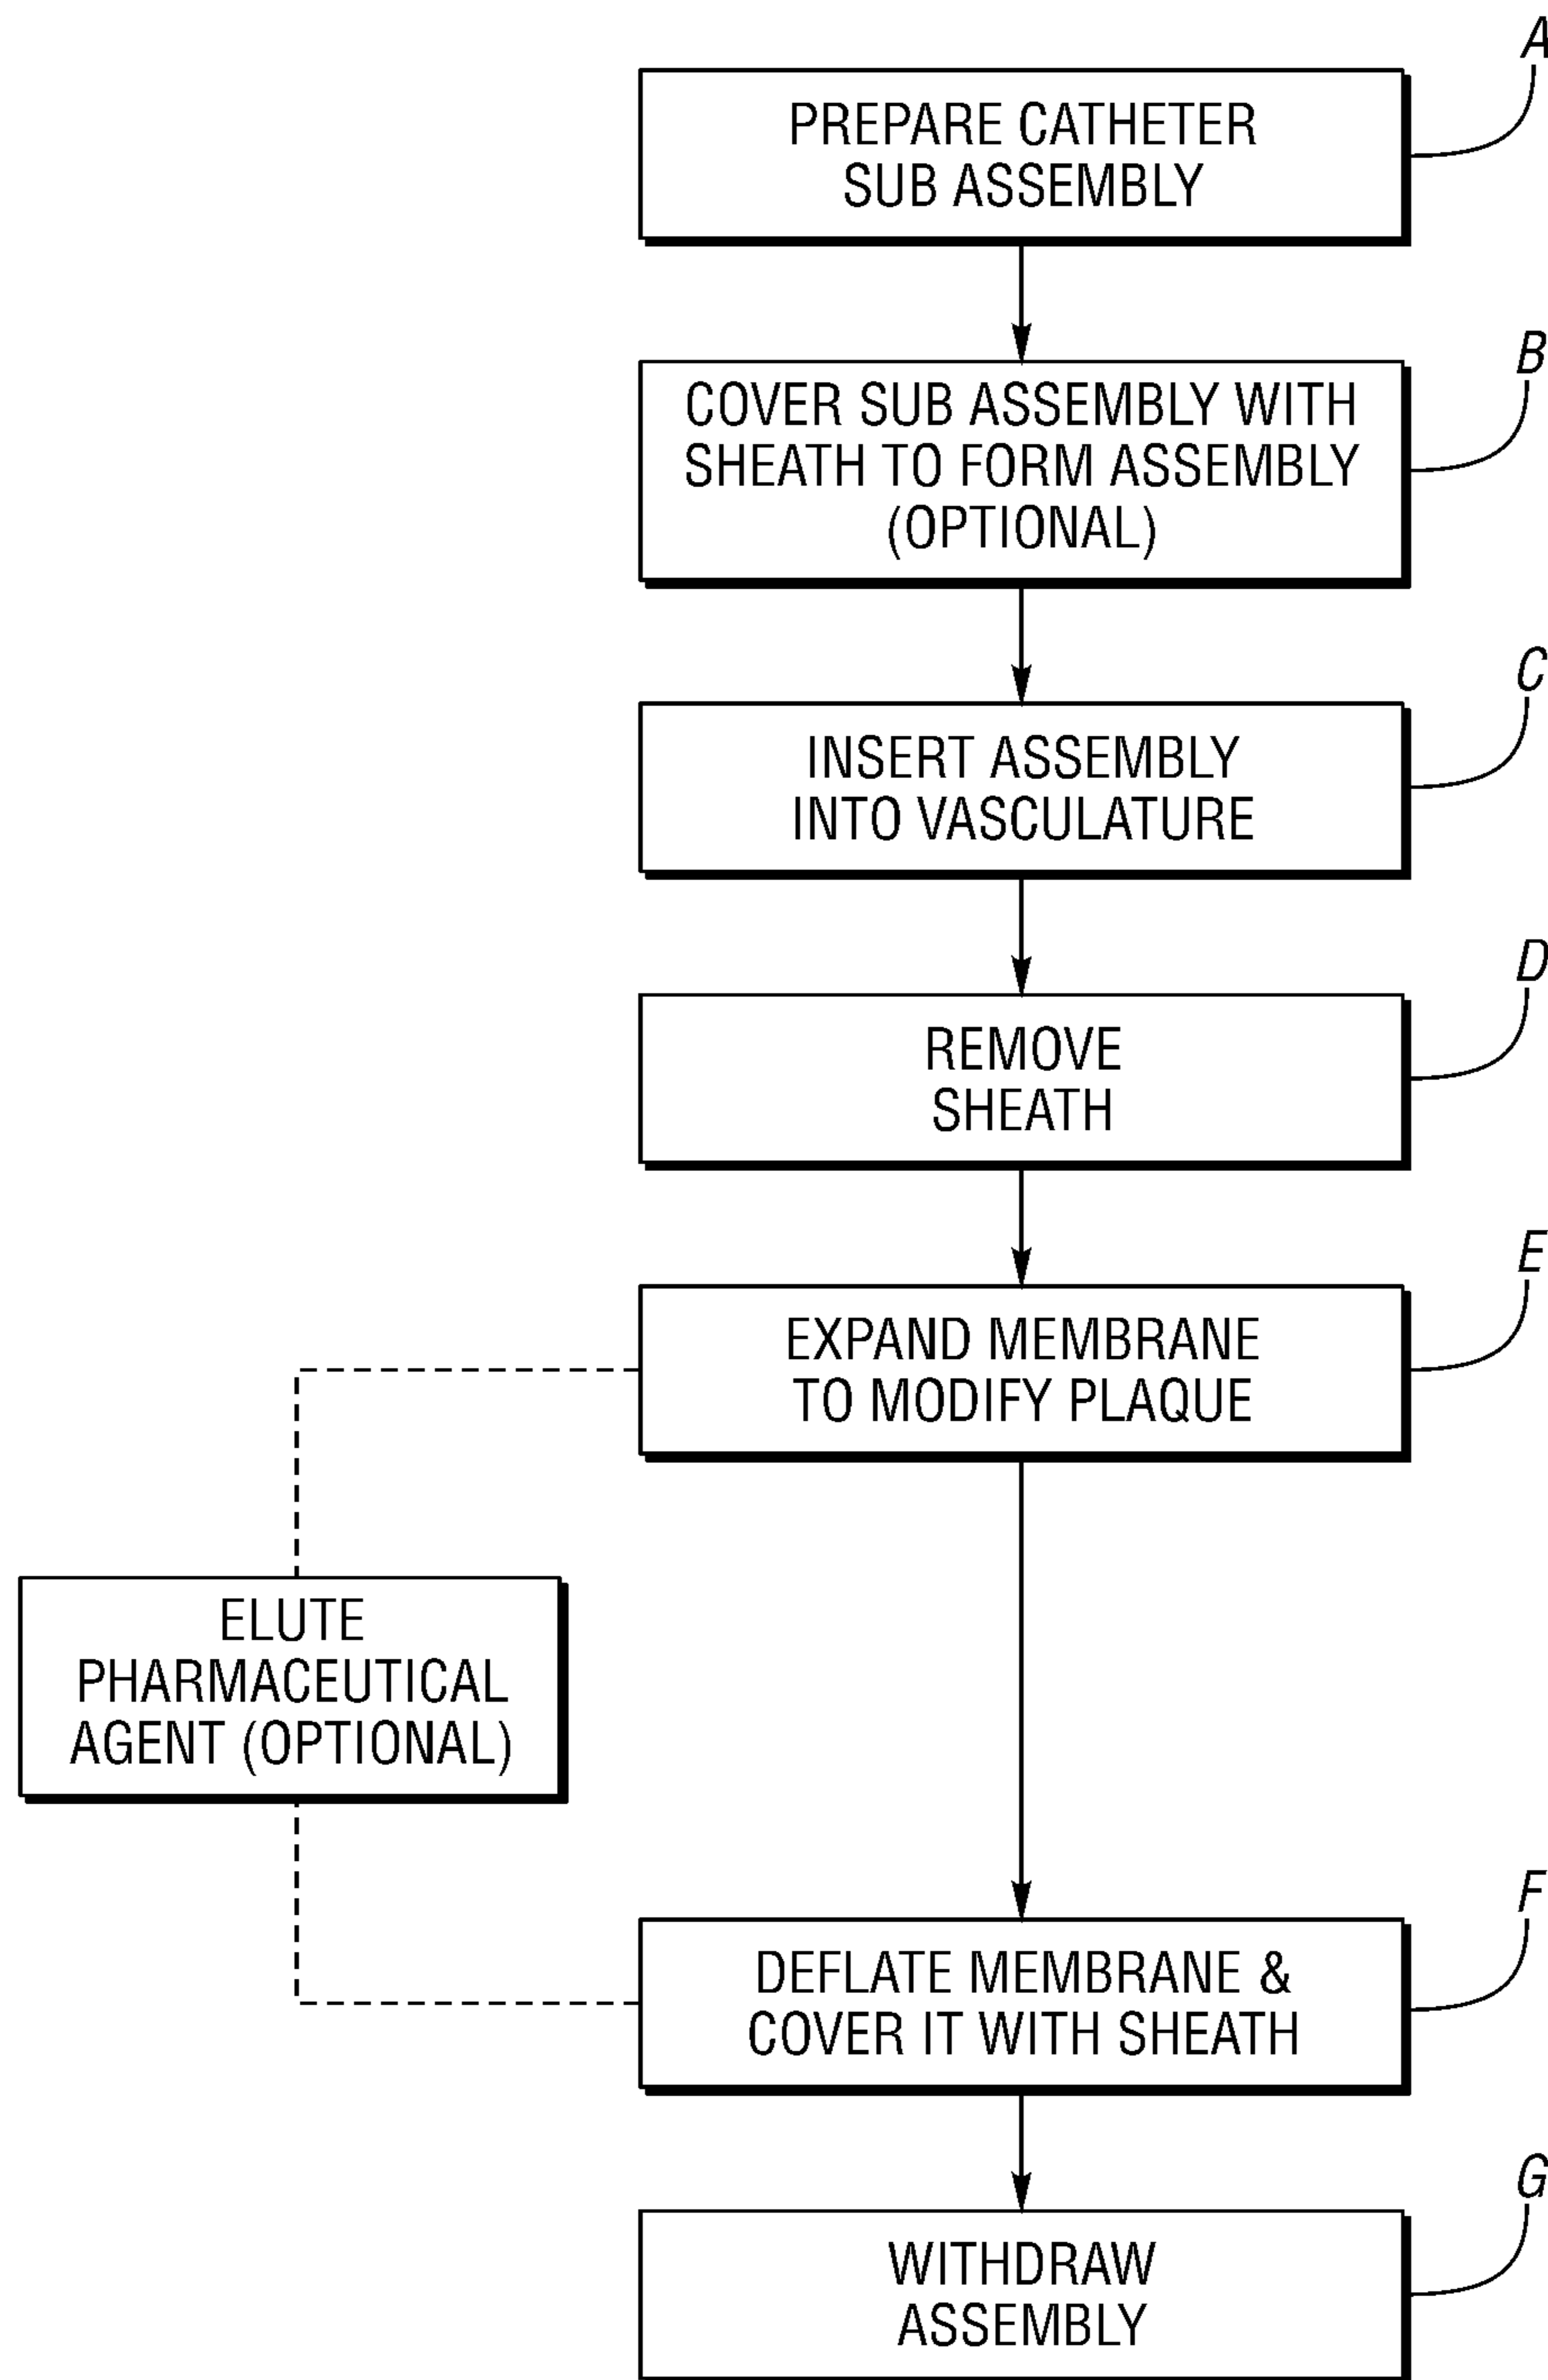 A
PREPARE CATHETER
SUB ASSEMBLY
B
COVER SUB ASSEMBLY WITH
SHEATH TO FORM ASSEMBLY
(OPTIONAL)
C
INSERT ASSEMBLY
INTO VASCULATURE
D
REMOVE
SHEATH
E
EXPAND MEMBRANE
TO MODIFY PLAQUE
ELUTE
PHARMACEUTICAL
AGENT (OPTIONAL)
F
DEFLATE MEMBRANE &
COVER IT WITH SHEATH
G
WITHDRAW
ASSEMBLY